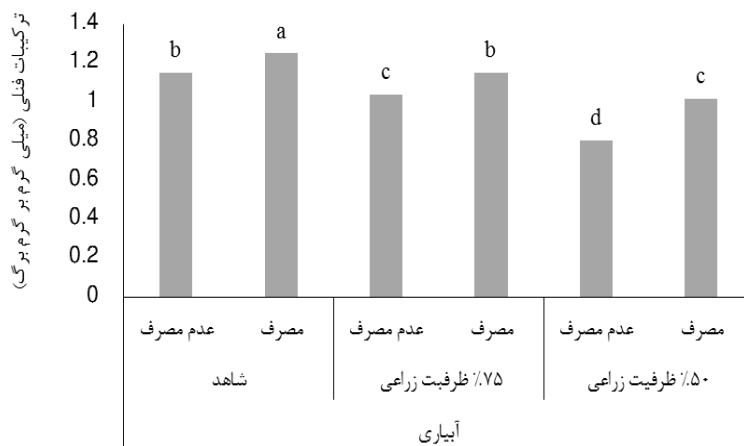 ترکیبات فنلی (میلی گرم بر گرم برگ)
1.4
1.2
1
0.8
0.6
0.4
0.2
0
b
a
c
b
d
c
عدم مصرف
مصرف
عدم مصرف
مصرف
عدم مصرف
مصرف
شاهد
۷۵٪ ظرفیت زراعی
۵۰٪ ظرفیت زراعی
آبیاری